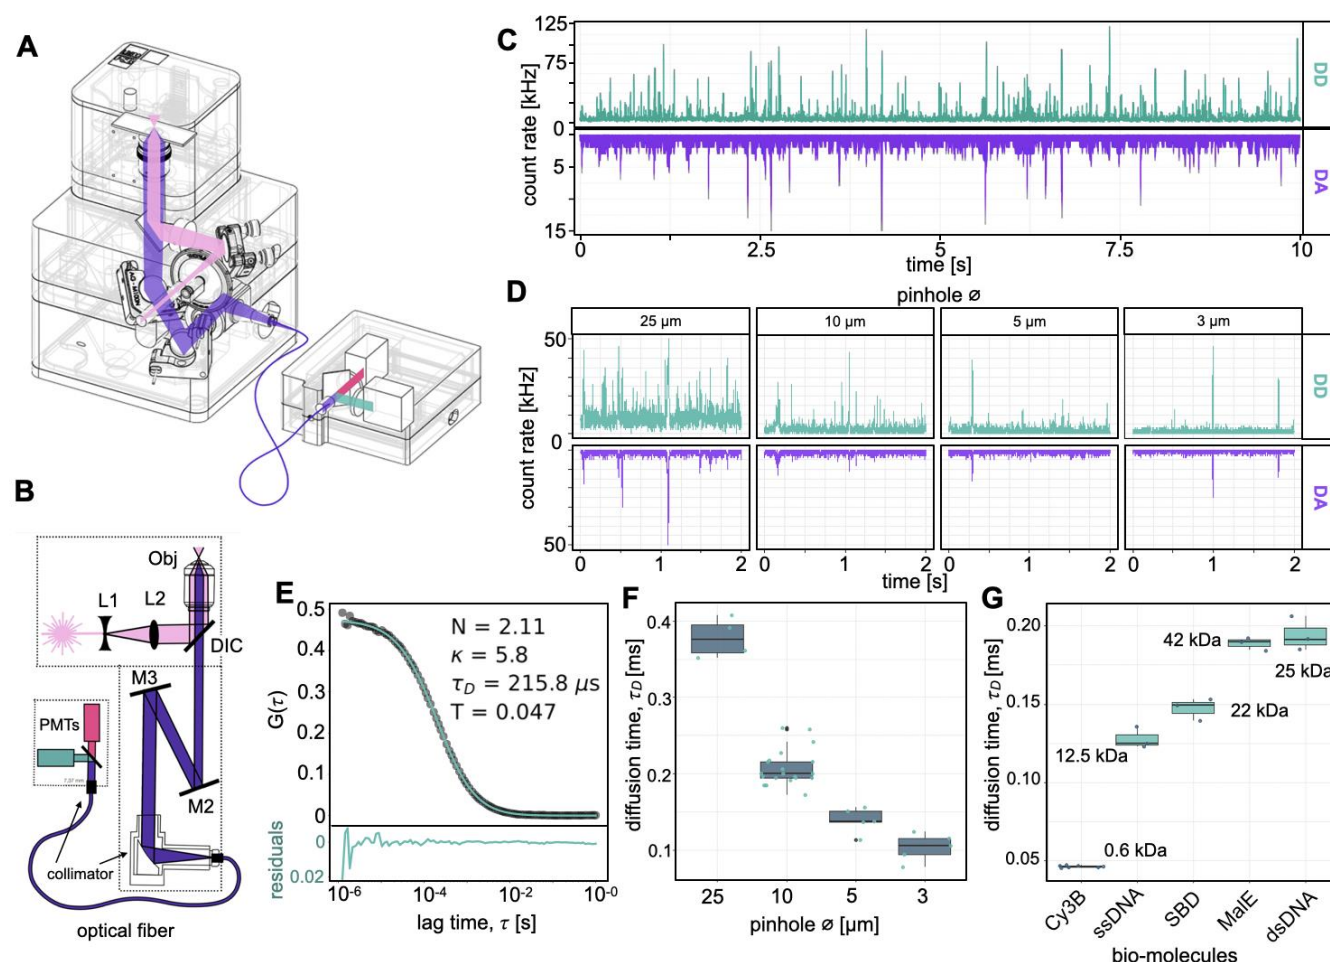 A
B
Obj
L1
L2
DIC
M3
PMTs
M2
collimator
optical fiber
C
125
75
0
count rate [kHz]
5
15
DD
DA
0
2.5
5
7.5
10
time [s]
D
pinhole ø
25 µm
10 µm
5 µm
3 µm
50
0
count rate [kHz]
50
DD
DA
0
1
2
0
1
2
0
1
2
0
1
2
time [s]
E
0.5
0.4
0.3
0.2
0.1
0
G(τ)
N = 2.11
κ = 5.8
τD = 215.8 µs
T = 0.047
residuals
0
0.02
10-6
10-4
10-2
10-0
lag time, τ [s]
F
0.4
0.3
0.2
0.1
diffusion time, τD [ms]
25
10
5
3
pinhole ø [µm]
G
0.20
0.15
0.10
0.05
diffusion time, τD [ms]
42 kDa
25 kDa
22 kDa
12.5 kDa
0.6 kDa
Cy3B
ssDNA
SBD
MalE
dsDNA
bio-molecules